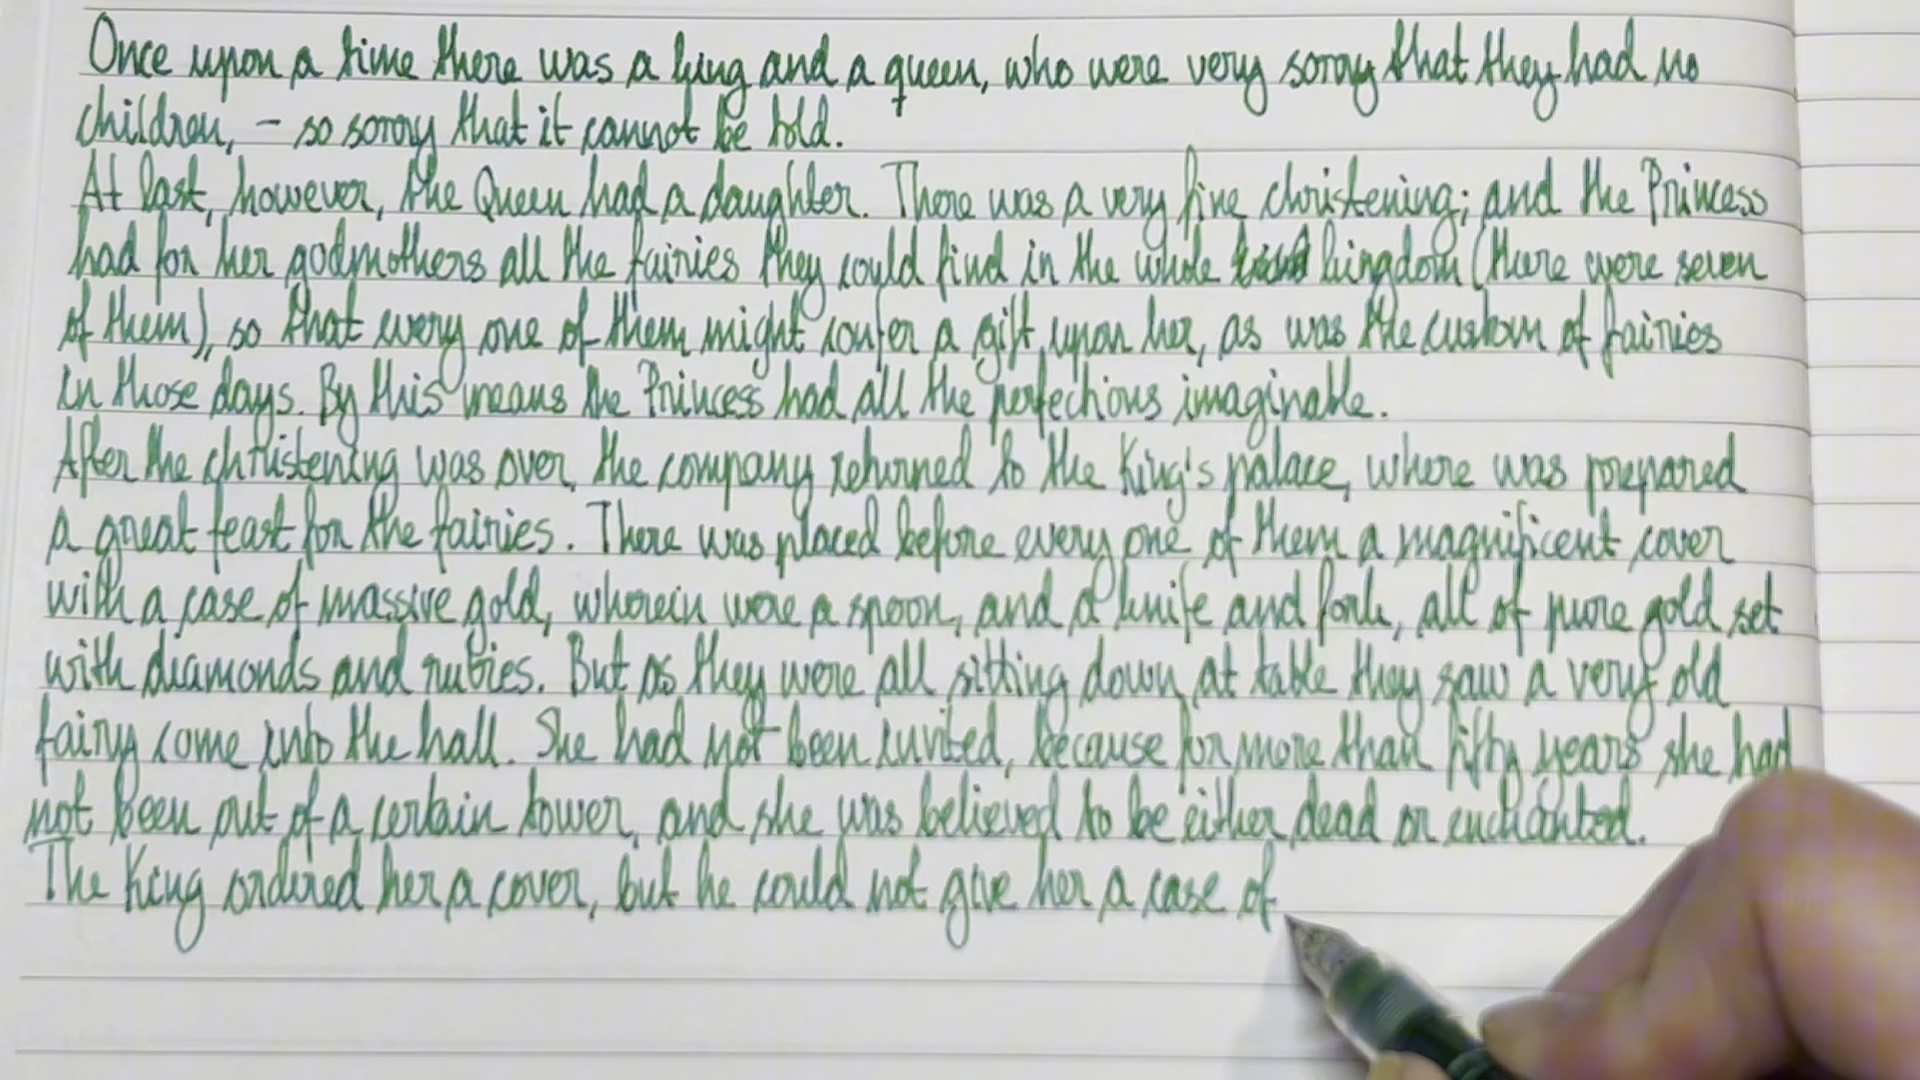 Once upon a time there was a king and a queen, who were very sorry that they had no
children, – so sorry that it cannot be told.
At last, however, the Queen had a daughter. There was a very fine christening; and the Princess
had for her godmothers all the fairies they could find in the whole kingdom (there were seven
of them), so that every one of them might confer a gift upon her, as was the custom of fairies
in those days. By this means the Princess had all the perfections imaginable.
After the christening was over, the company returned to the King's palace, where was prepared
a great feast for the fairies. There was placed before every one of them a magnificent cover
with a case of massive gold, wherein were a spoon, and a knife and fork, all of pure gold set
with diamonds and rubies. But as they were all sitting down at table they saw a very old
fairy come into the hall. She had not been invited, because for more than fifty years she had
not been out of a certain tower, and she was believed to be either dead or enchanted.
The King ordered her a cover, but he could not give her a case of